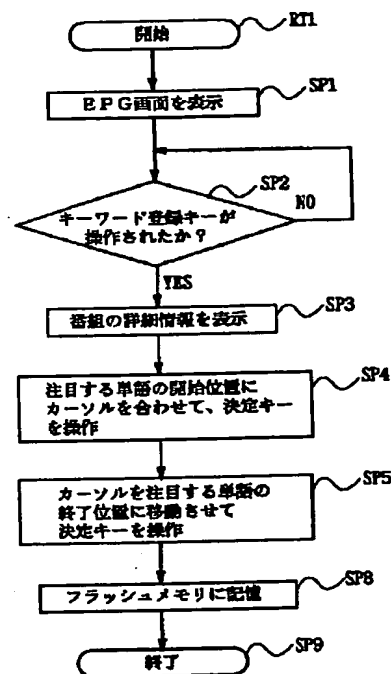 開始
RT1
EPG画面を表示
SP1
SP2
キーワード登録キーが
操作されたか?
NO
YES
番組の詳細情報を表示
SP3
注目する単語の開始位置に
カーソルを合わせて、決定キー
を操作
SP4
カーソルを注目する単語の
終了位置に移動させて
決定キーを操作
SP5
フラッシュメモリに記憶
SP8
終了
SP9